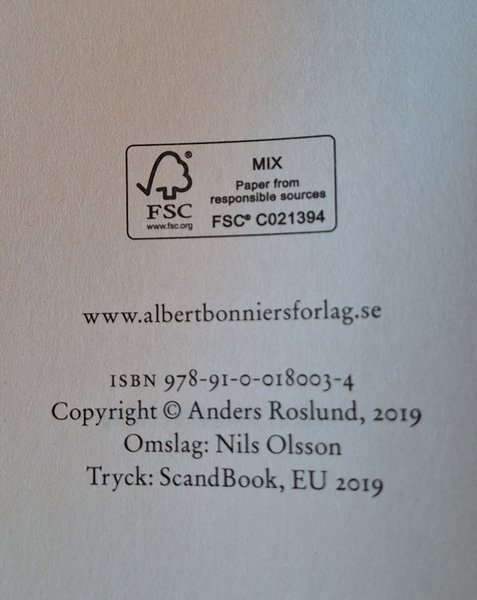 FSC®
www.fsc.org
MIX
Paper from
responsible sources
FSC® C021394
www.albertbonniersforlag.se
ISBN 978-91-0-018003-4
Copyright © Anders Roslund, 2019
Omslag: Nils Olsson
Tryck: ScandBook, EU 2019